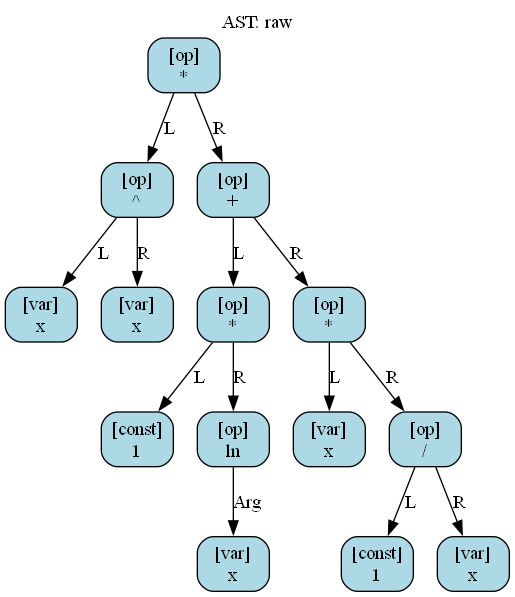 AST: raw
[op]
*
L
R
[op]
^
[op]
+
L
R
L
R
[var]
x
[var]
x
[op]
*
[op]
*
L
R
L
R
[const]
1
[op]
ln
[var]
x
[op]
/
Arg
L
R
[var]
x
[const]
1
[var]
x